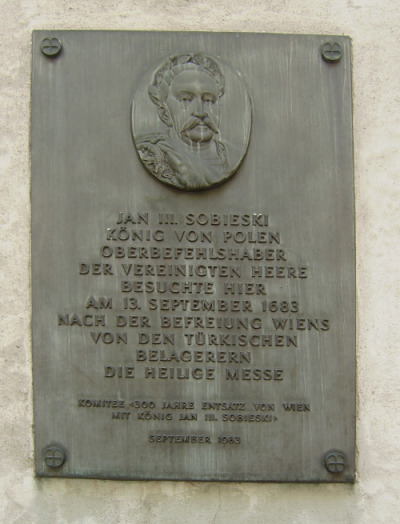 JAN III. SOBIESKI
KÖNIG VON POLEN
OBERBEFEHLSHABER
DER VEREINIGTEN HEERE
BESUCHTE HIER
AM 13. SEPTEMBER 1683
NACH DER BEFREIUNG WIENS
VON DEN TÜRKISCHEN
BELAGERERN
DIE HEILIGE MESSE
KOMITEE «300 JAHRE ENTSATZ VON WIEN
MIT KÖNIG JAN III. SOBIESKI»
SEPTEMBER 1983